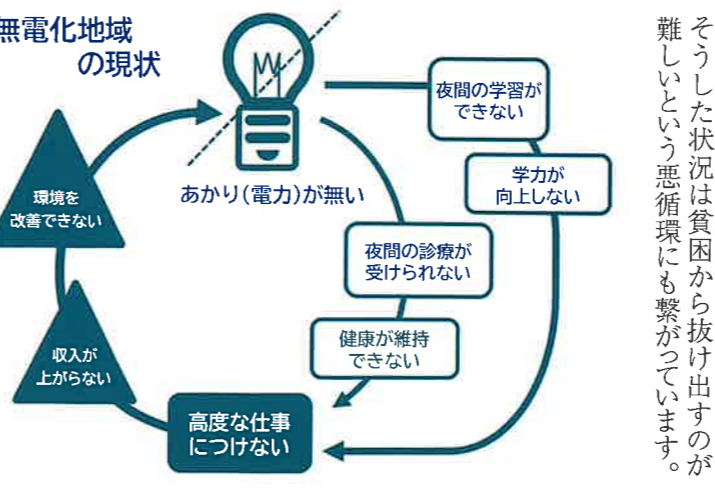 無電化地域
の現状
あかり(電力)が無い
夜間の学習が
できない
学力が
向上しない
夜間の診療が
受けられない
健康が維持
できない
高度な仕事
につけない
収入が
上がらない
環境を
改善できない
そうした状況は貧困から抜け出すのが
難しいという悪循環にも繋がっています。